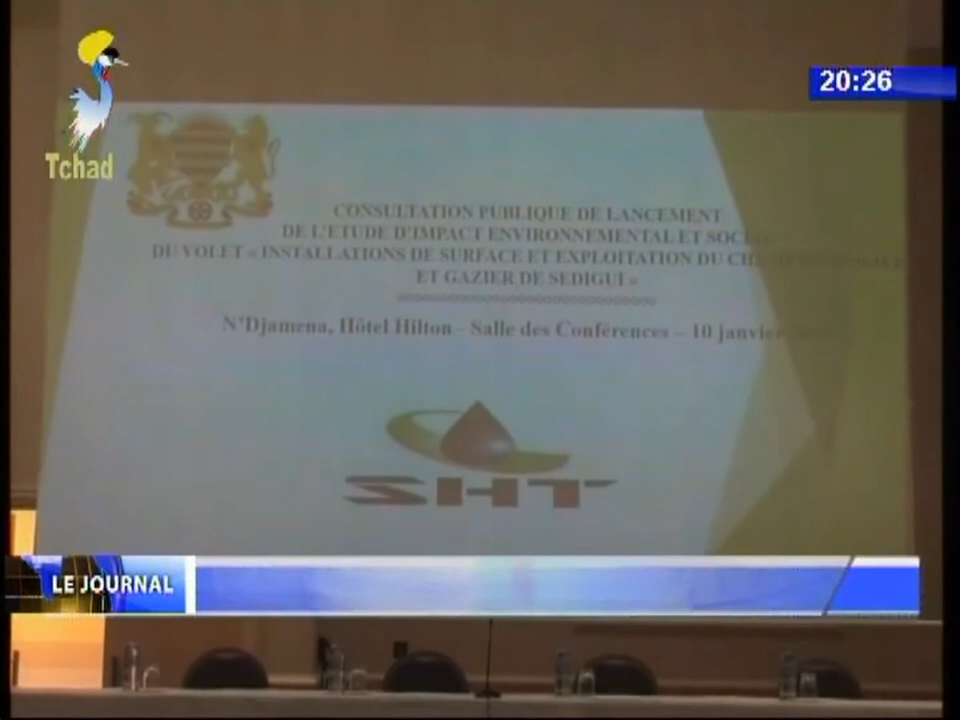 20:26
Tchad
CONSULTATION PUBLIQUE DE LANCEMENT
DE L'ETUDE D'IMPACT ENVIRONNEMENTAL ET
DU VOLET « INSTALLATIONS DE SURFACE ET EXPLOITATION DU
ET GAZIER DE SEDIGUI »
N'Djamena, Hôtel Hilton – Salle des Conférences – 10 janvier
SHT
LE JOURNAL